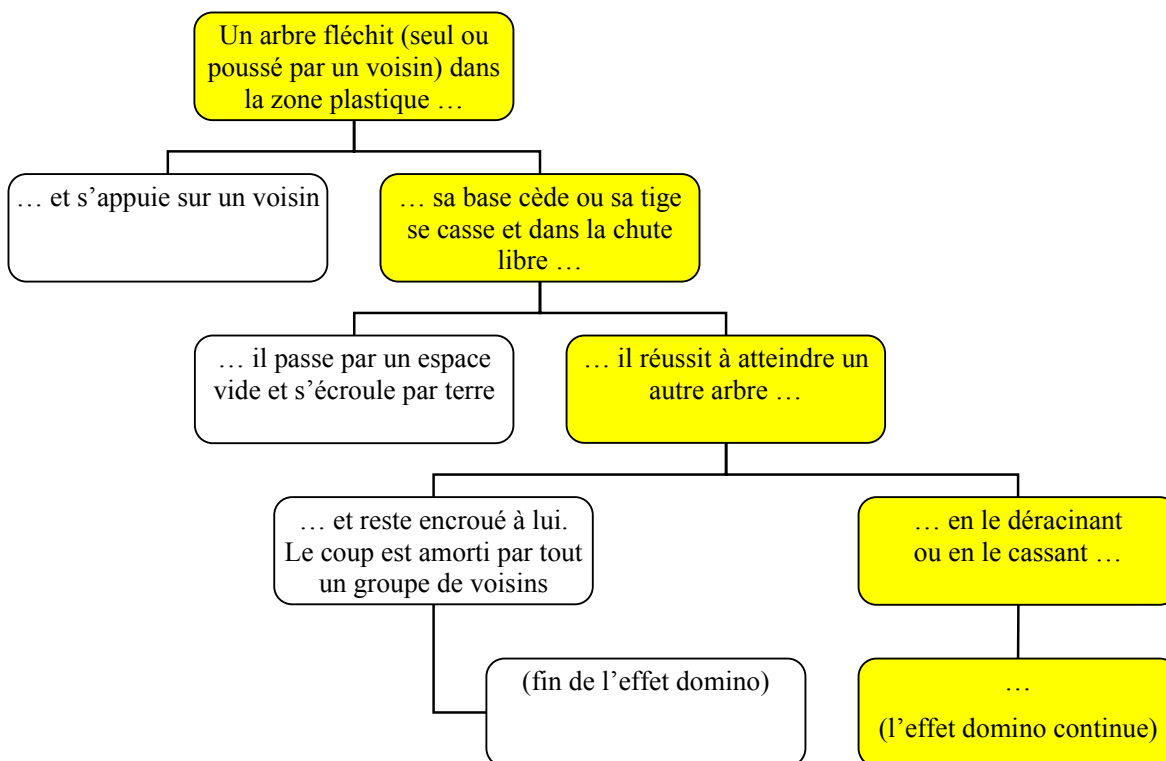 Un arbre fléchit (seul ou
poussé par un voisin) dans
la zone plastique …
… et s’appuie sur un voisin
… sa base cède ou sa tige
se casse et dans la chute
libre …
… il passe par un espace
vide et s’écroule par terre
… il réussit à atteindre un
autre arbre …
… et reste encroué à lui.
Le coup est amorti par tout
un groupe de voisins
… en le déracinant
ou en le cassant …
(fin de l’effet domino)
…
(l’effet domino continue)